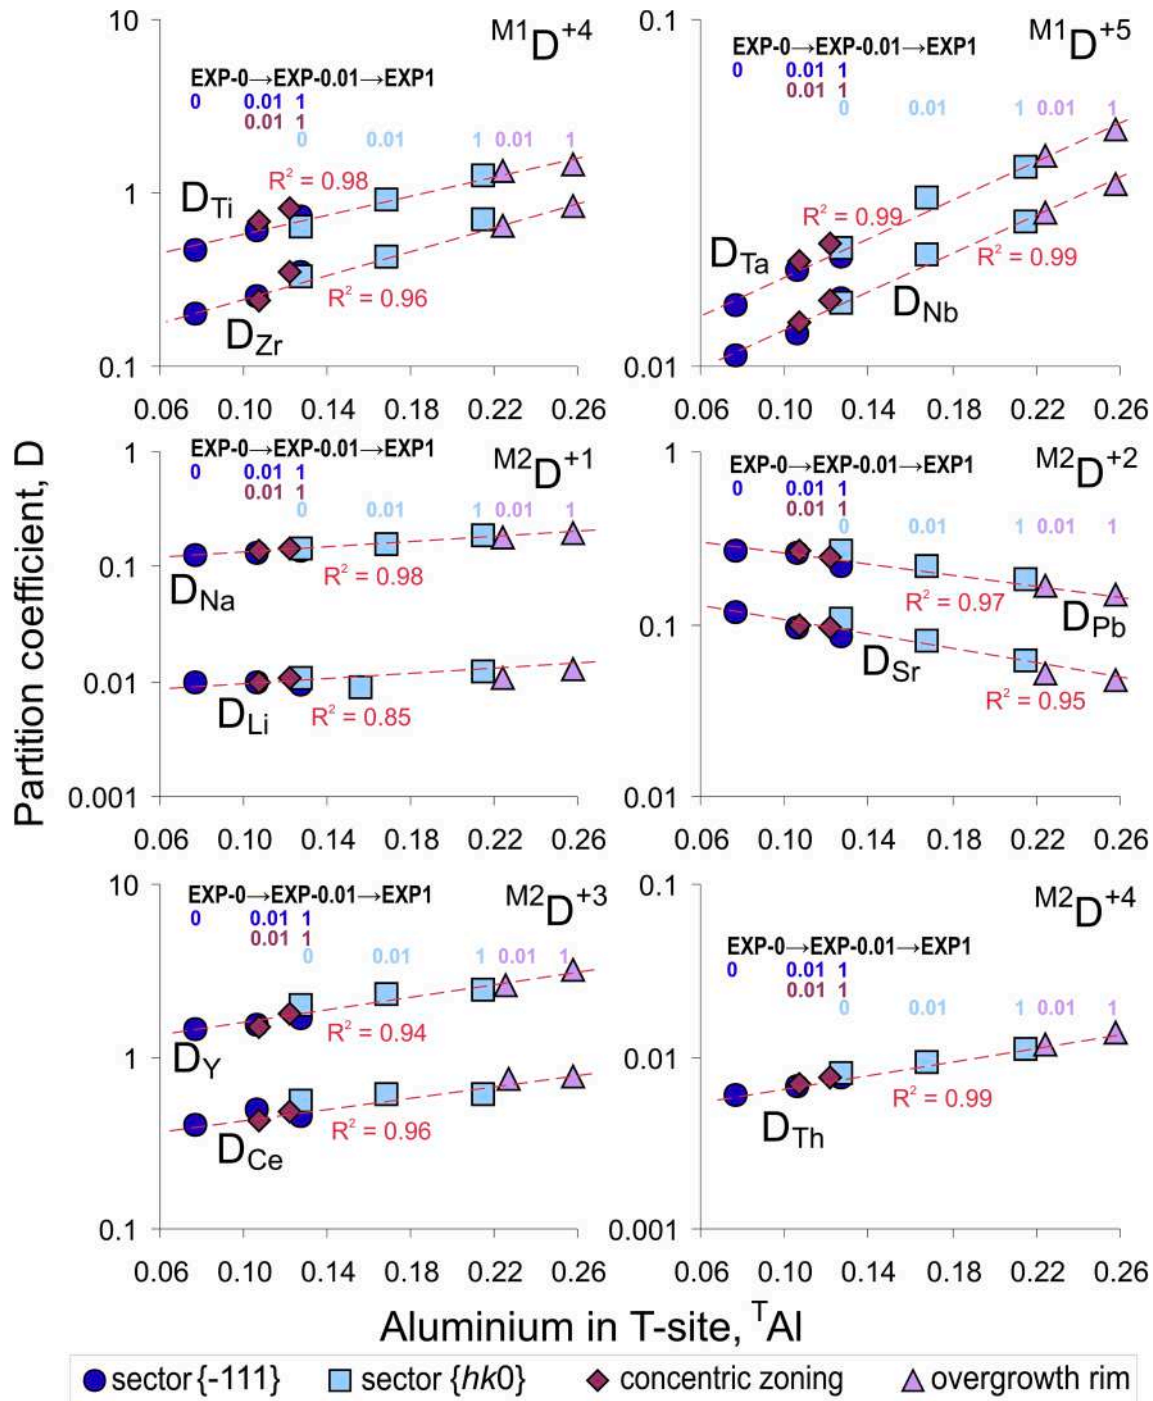 Partition coefficient, D
M1D+4
EXP-0→EXP-0.01→EXP1
0 0.01 1
0.01 1
0 0.01 1 0.01 1
10
1
0.1
DTi
R2 = 0.98
DZr
R2 = 0.96
0.06 0.10 0.14 0.18 0.22 0.26
M1D+5
EXP-0→EXP-0.01→EXP1
0 0.01 1
0.01 1
0 0.01 1 0.01 1
0.1
0.01
DTa
R2 = 0.99
DNb
R2 = 0.99
0.06 0.10 0.14 0.18 0.22 0.26
M2D+1
EXP-0→EXP-0.01→EXP1
0 0.01 1
0.01 1
0 0.01 1 0.01 1
1
0.1
0.01
0.001
DNa
R2 = 0.98
DLi
R2 = 0.85
0.06 0.10 0.14 0.18 0.22 0.26
M2D+2
EXP-0→EXP-0.01→EXP1
0 0.01 1
0.01 1
0 0.01 1 0.01 1
1
0.1
0.01
R2 = 0.97
DPb
DSr
R2 = 0.95
0.06 0.10 0.14 0.18 0.22 0.26
M2D+3
EXP-0→EXP-0.01→EXP1
0 0.01 1
0.01 1
0 0.01 1 0.01 1
10
1
0.1
DY
R2 = 0.94
DCe
R2 = 0.96
0.06 0.10 0.14 0.18 0.22 0.26
M2D+4
EXP-0→EXP-0.01→EXP1
0 0.01 1
0.01 1
0 0.01 1 0.01 1
0.1
0.01
0.001
DTh
R2 = 0.99
0.06 0.10 0.14 0.18 0.22 0.26
Aluminium in T-site, TAl
sector {-111} sector {hk0} concentric zoning overgrowth rim